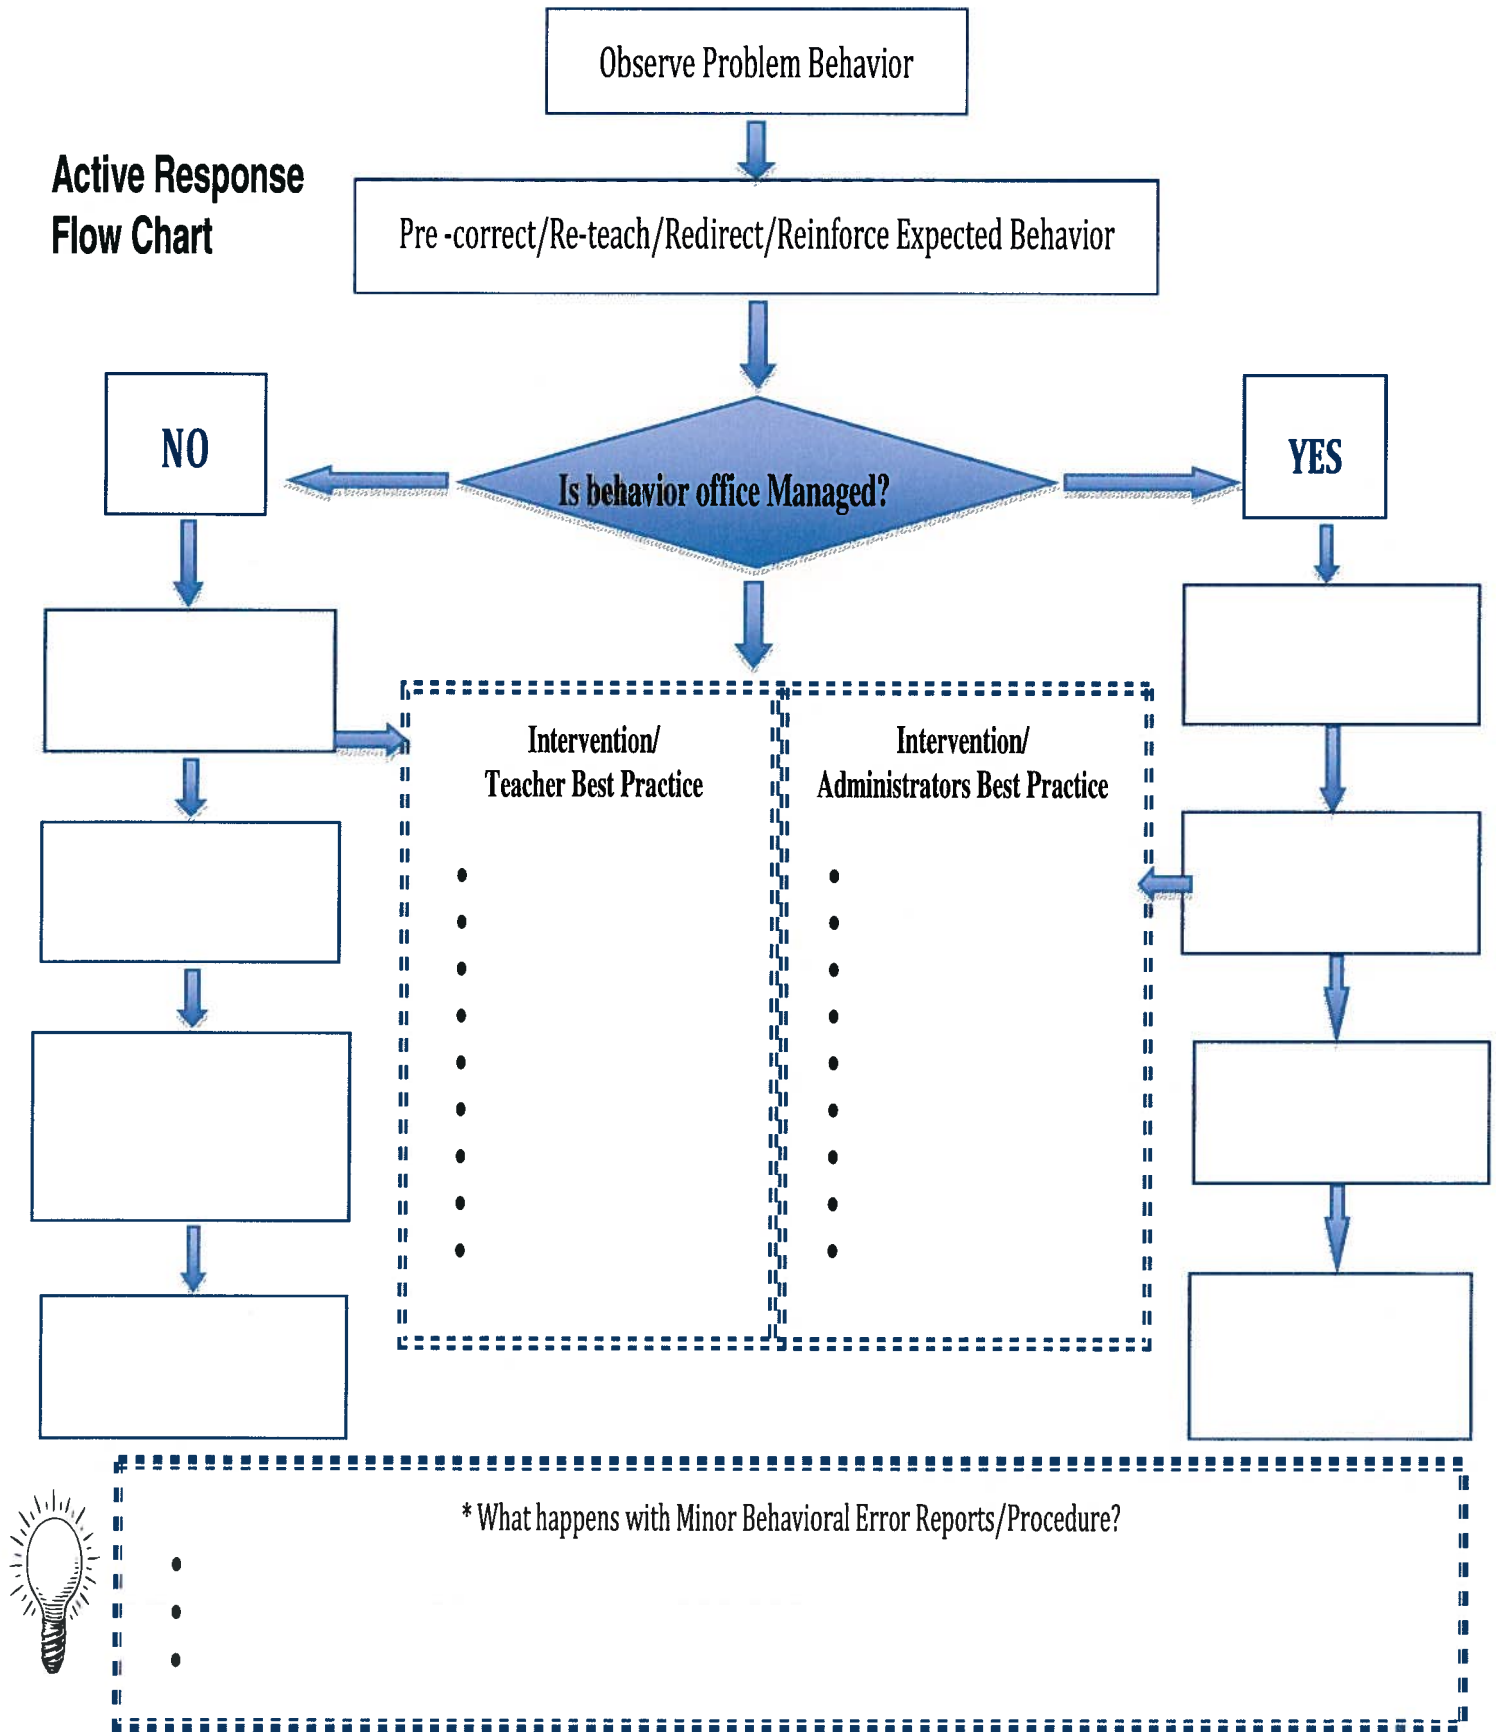 Observe Problem Behavior
Active Response
Flow Chart
Pre -correct/Re-teach/Redirect/Reinforce Expected Behavior
NO
Is behavior office Managed?
YES
Intervention/
Teacher Best Practice
Intervention/
Administrators Best Practice
* What happens with Minor Behavioral Error Reports/Procedure?